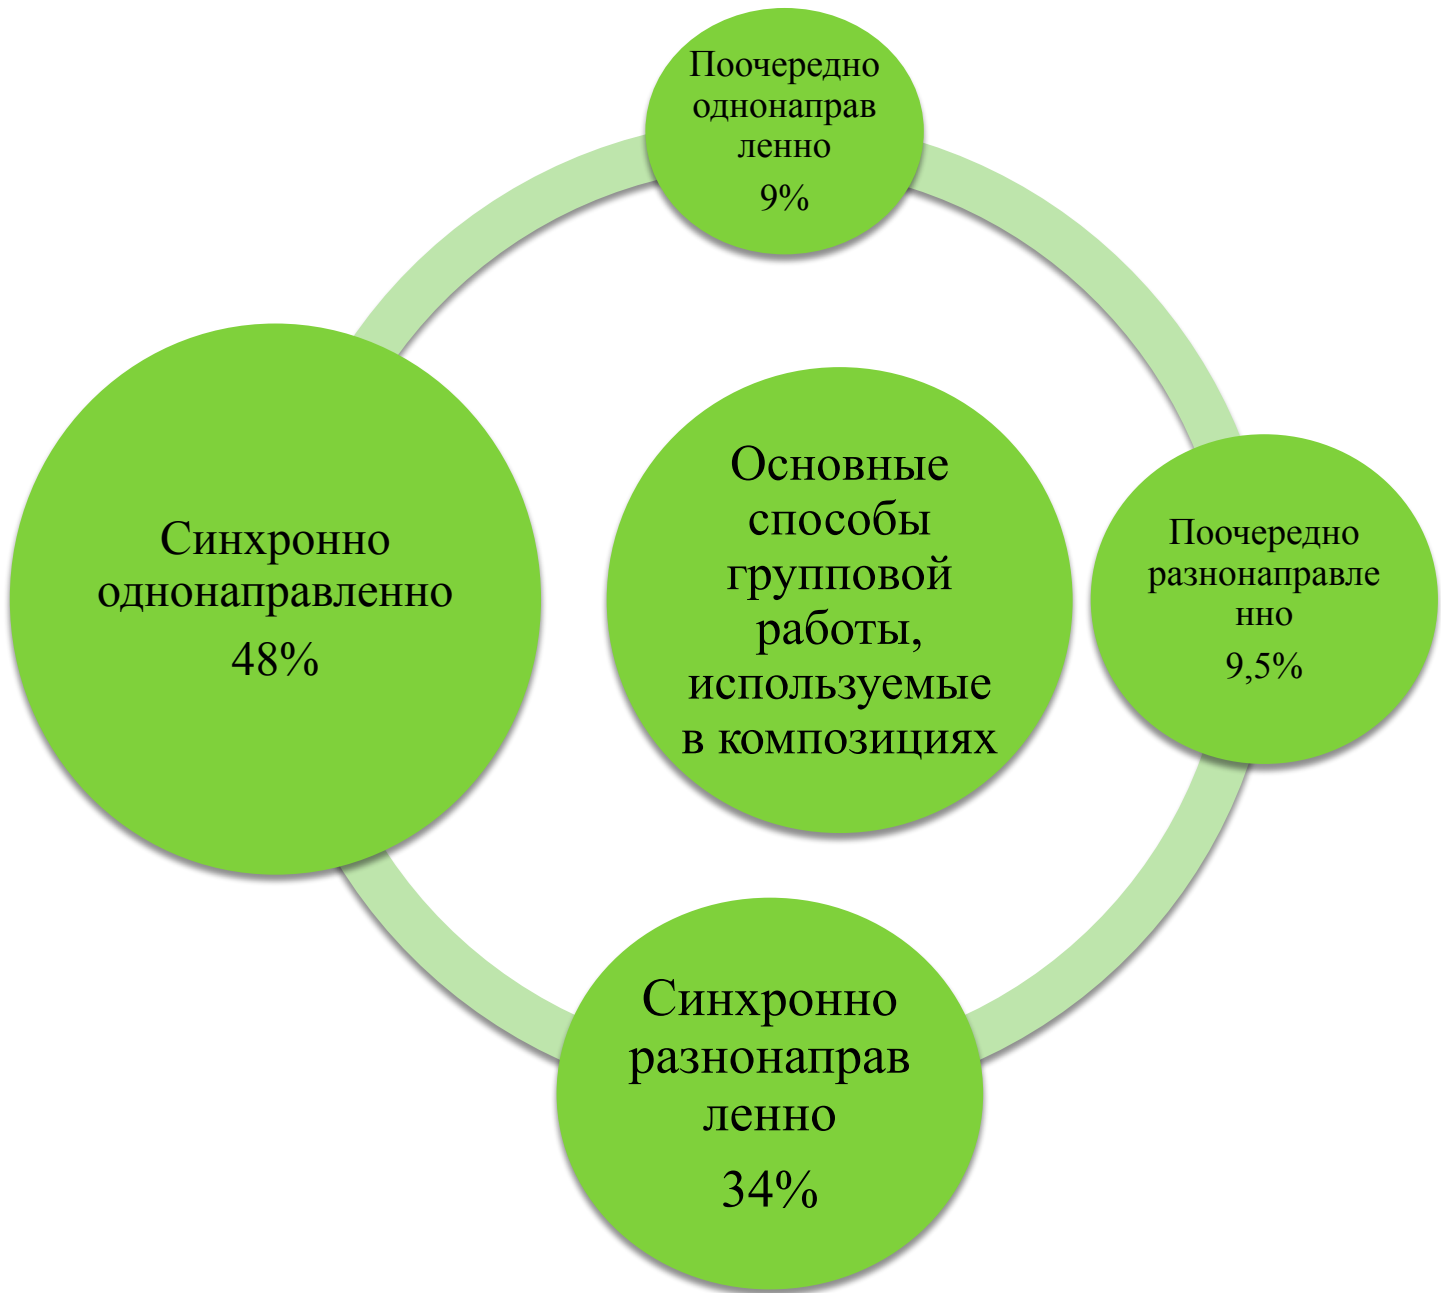 Поочередно
однонаправ
ленно
9%
Синхронно
однонаправленно
48%
Основные
способы
групповой
работы,
используемые
в композициях
Поочередно
разнонаправле
нно
9,5%
Синхронно
разнонаправ
ленно
34%